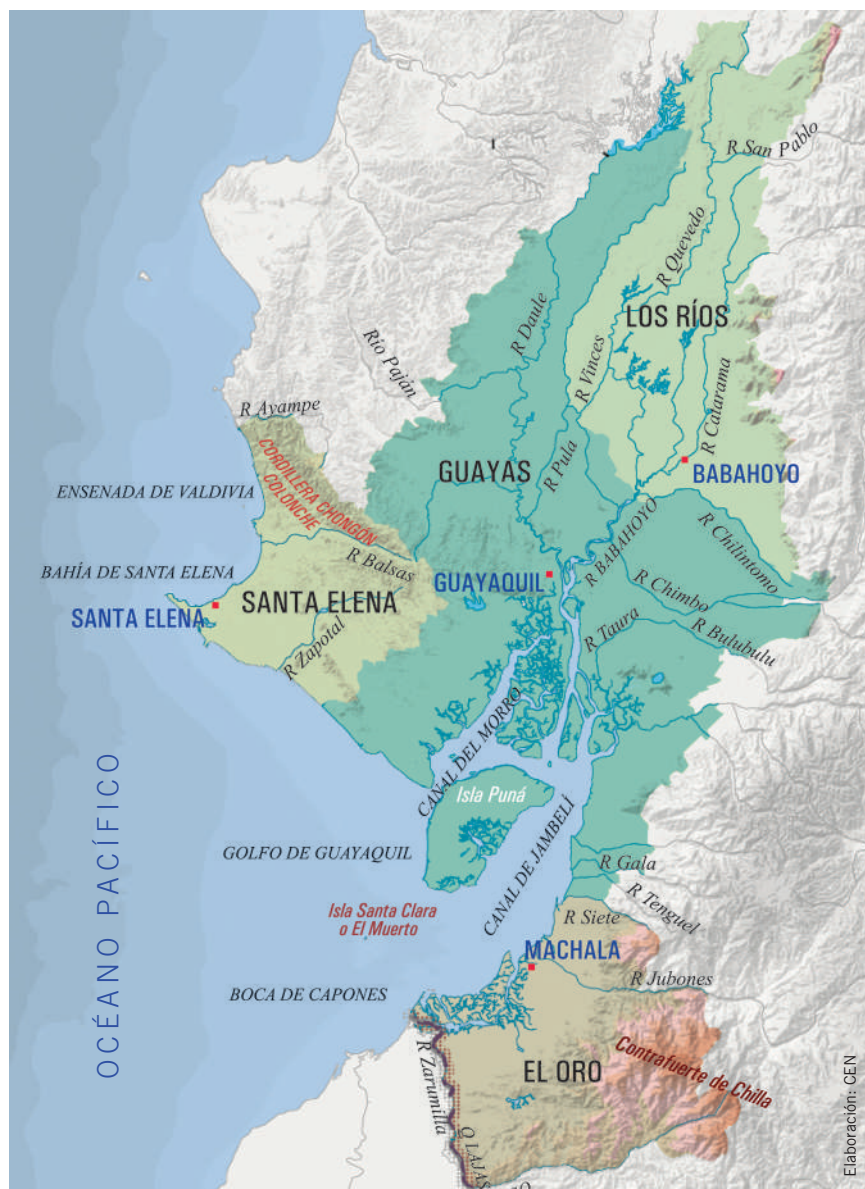 R San Pablo
R Quevedo
LOS RÍOS
R Daule
R Vinces
Río Paján
R Catarama
R Ayampe
CORDILLERA CHONGÓN
COLONCHE
GUAYAS
R Pula
BABAHOYO
ENSENADA DE VALDIVIA
R BABAHOYO
R Chilintomo
R Balsas
BAHÍA DE SANTA ELENA
GUAYAQUIL
SANTA ELENA
SANTA ELENA
R Chimbo
R Bulubulu
R Taura
R Zapotal
CANAL DEL MORRO
Isla Puná
OCÉANO PACÍFICO
GOLFO DE GUAYAQUIL
CANAL DE JAMBELÍ
R Gala
R Tenguel
Isla Santa Clara
o El Muerto
R Siete
MACHALA
R Jubones
BOCA DE CAPONES
R Zarumilla
EL ORO
Contrafuerte de Chilla
Q LAJAS
Elaboración: CEN